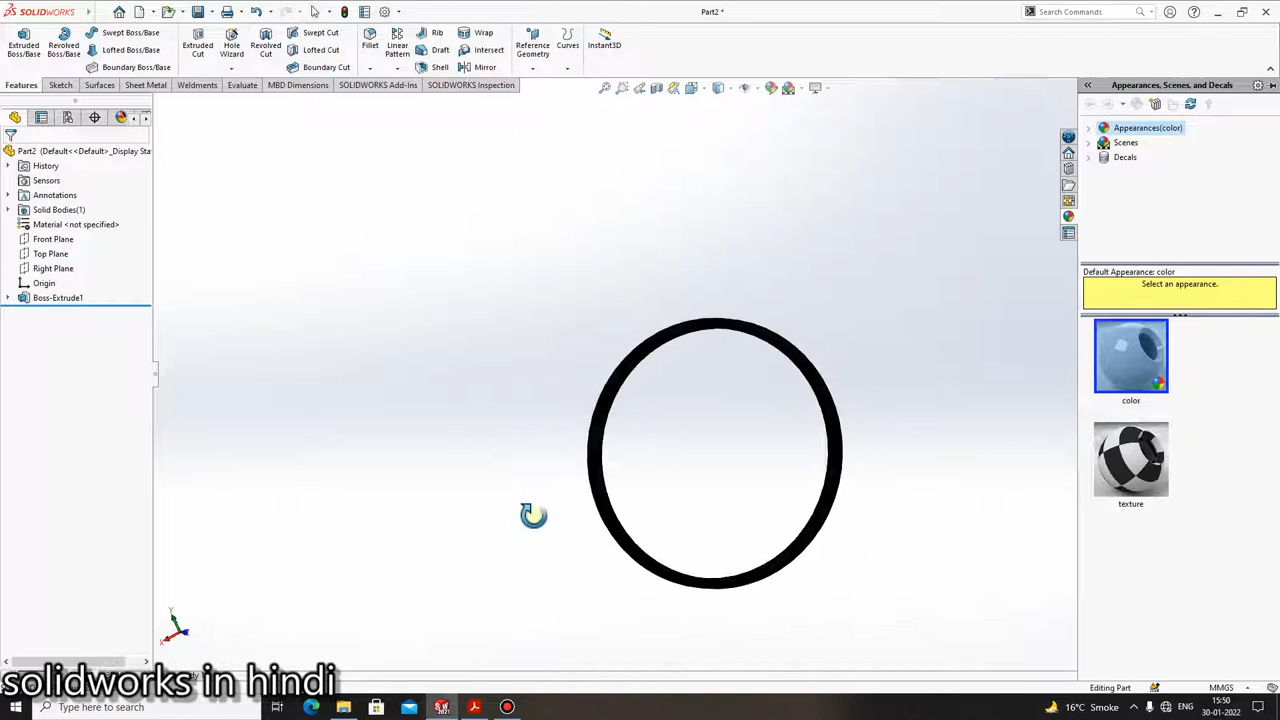 SOLIDWORKS
Part2 *
Search Commands
Extruded Boss/Base
Revolved Boss/Base
Swept Boss/Base
Lofted Boss/Base
Boundary Boss/Base
Extruded Cut
Hole Wizard
Revolved Cut
Swept Cut
Lofted Cut
Boundary Cut
Fillet
Linear Pattern
Rib
Draft
Shell
Wrap
Intersect
Mirror
Reference Geometry
Curves
Instant3D
Features Sketch Surfaces Sheet Metal Weldments Evaluate MBD Dimensions SOLIDWORKS Add-Ins SOLIDWORKS Inspection
Part2 (Default<<Default>_Display Sta
History
Sensors
Annotations
Solid Bodies(1)
Material <not specified>
Front Plane
Top Plane
Right Plane
Origin
Boss-Extrude1
Y
X
Appearances, Scenes, and Decals
Appearances(color)
Scenes
Decals
Default Appearance: color
Select an appearance.
color
texture
Editing Part
MMGS
solidworks in hindi
Type here to search
16°C Smoke
ENG
15:50
30-01-2022